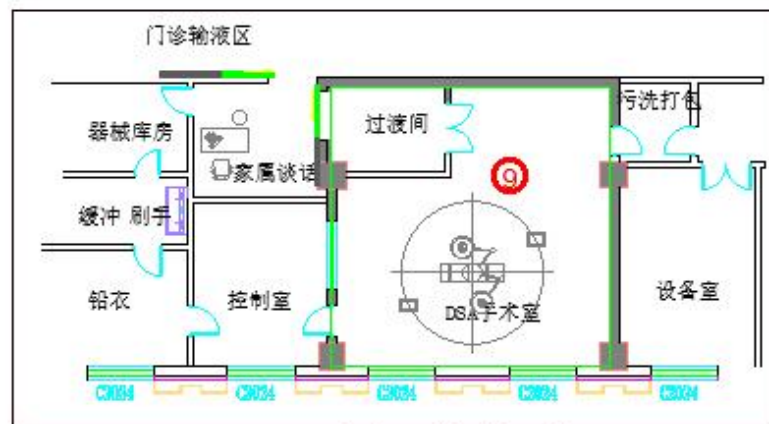 门诊输液区
器械库房
过渡间
污洗打包
家属谈话
9
缓冲 刷手
铅衣
控制室
DSA手术室
设备室
C2024
C2024
C2024